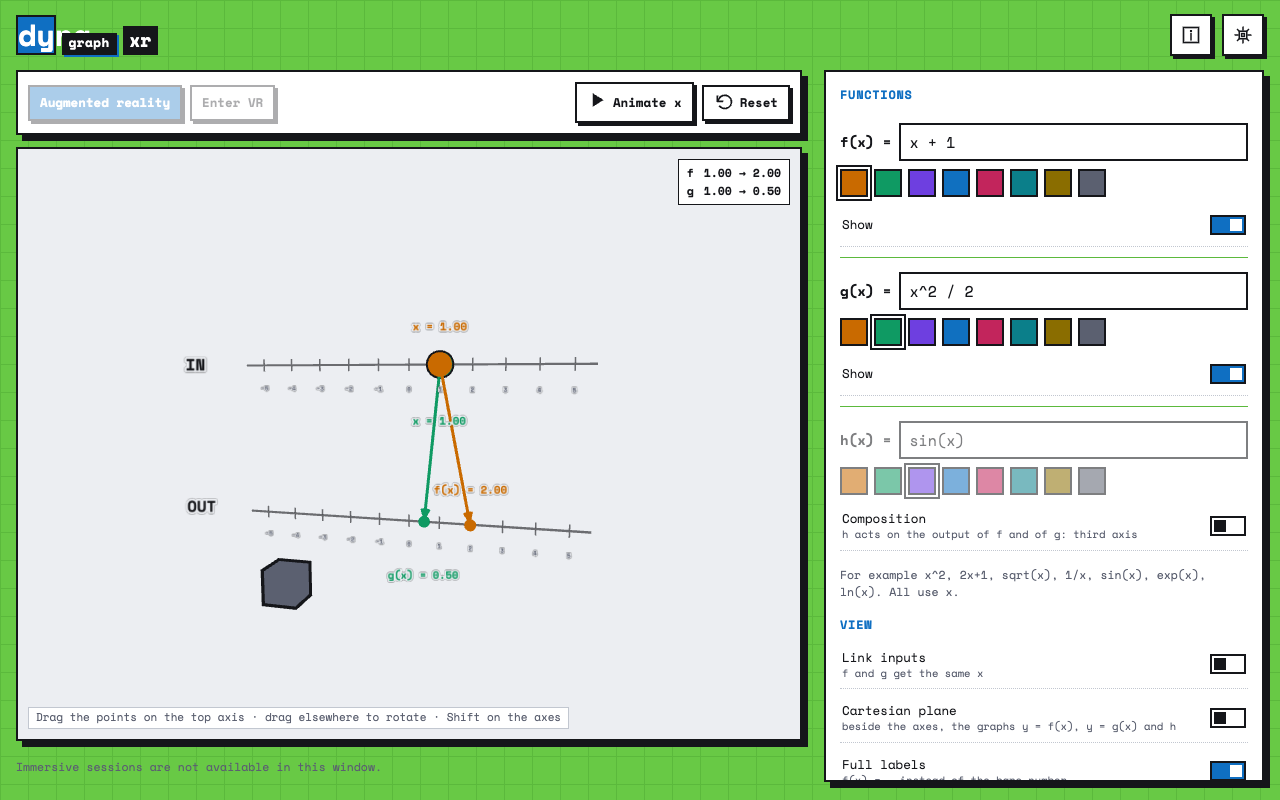 dyna
graph
xr
Augmented reality
Enter VR
Animate x
Reset
f 1.00 → 2.00
g 1.00 → 0.50
x = 1.00
IN
-5 -4 -3 -2 -1 0 1 2 3 4 5
x = 1.00
f(x) = 2.00
OUT
-5 -4 -3 -2 -1 0 1 2 3 4 5
g(x) = 0.50
Drag the points on the top axis · drag elsewhere to rotate · Shift on the axes
Immersive sessions are not available in this window.
FUNCTIONS
f(x) = x + 1
Show
g(x) = x^2 / 2
Show
h(x) = sin(x)
Composition
h acts on the output of f and of g: third axis
For example x^2, 2x+1, sqrt(x), 1/x, sin(x), exp(x),
ln(x). All use x.
VIEW
Link inputs
f and g get the same x
Cartesian plane
beside the axes, the graphs y = f(x), y = g(x) and h
Full labels
f(x) = … instead of the bare number